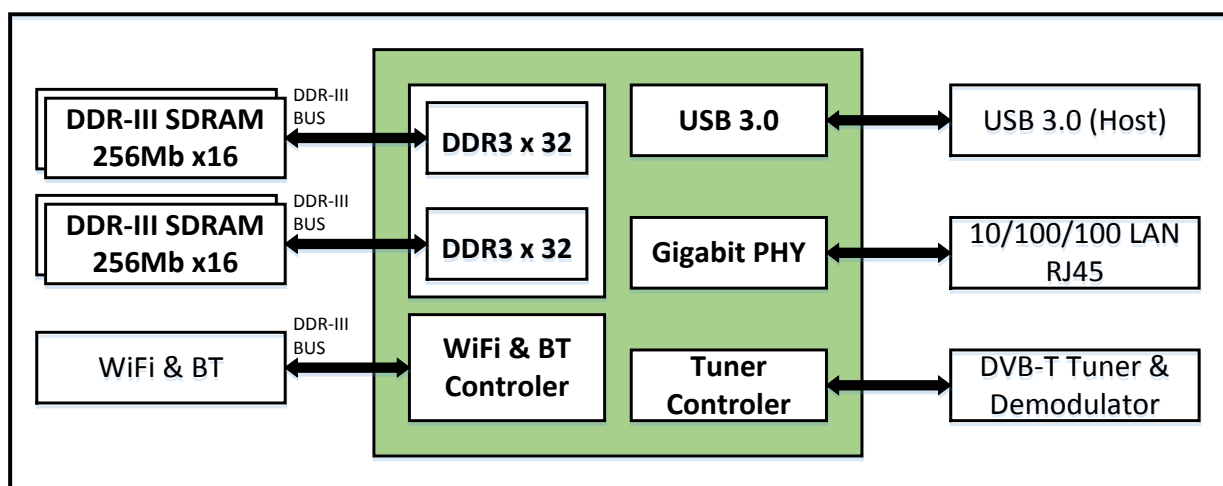 DDR-III SDRAM
256Mb x16
DDR-III
BUS
DDR3 x 32
DDR-III SDRAM
256Mb x16
DDR-III
BUS
DDR3 x 32
WiFi & BT
DDR-III
BUS
WiFi & BT
Controler
USB 3.0
USB 3.0 (Host)
Gigabit PHY
10/100/100 LAN
RJ45
Tuner
Controler
DVB-T Tuner &
Demodulator